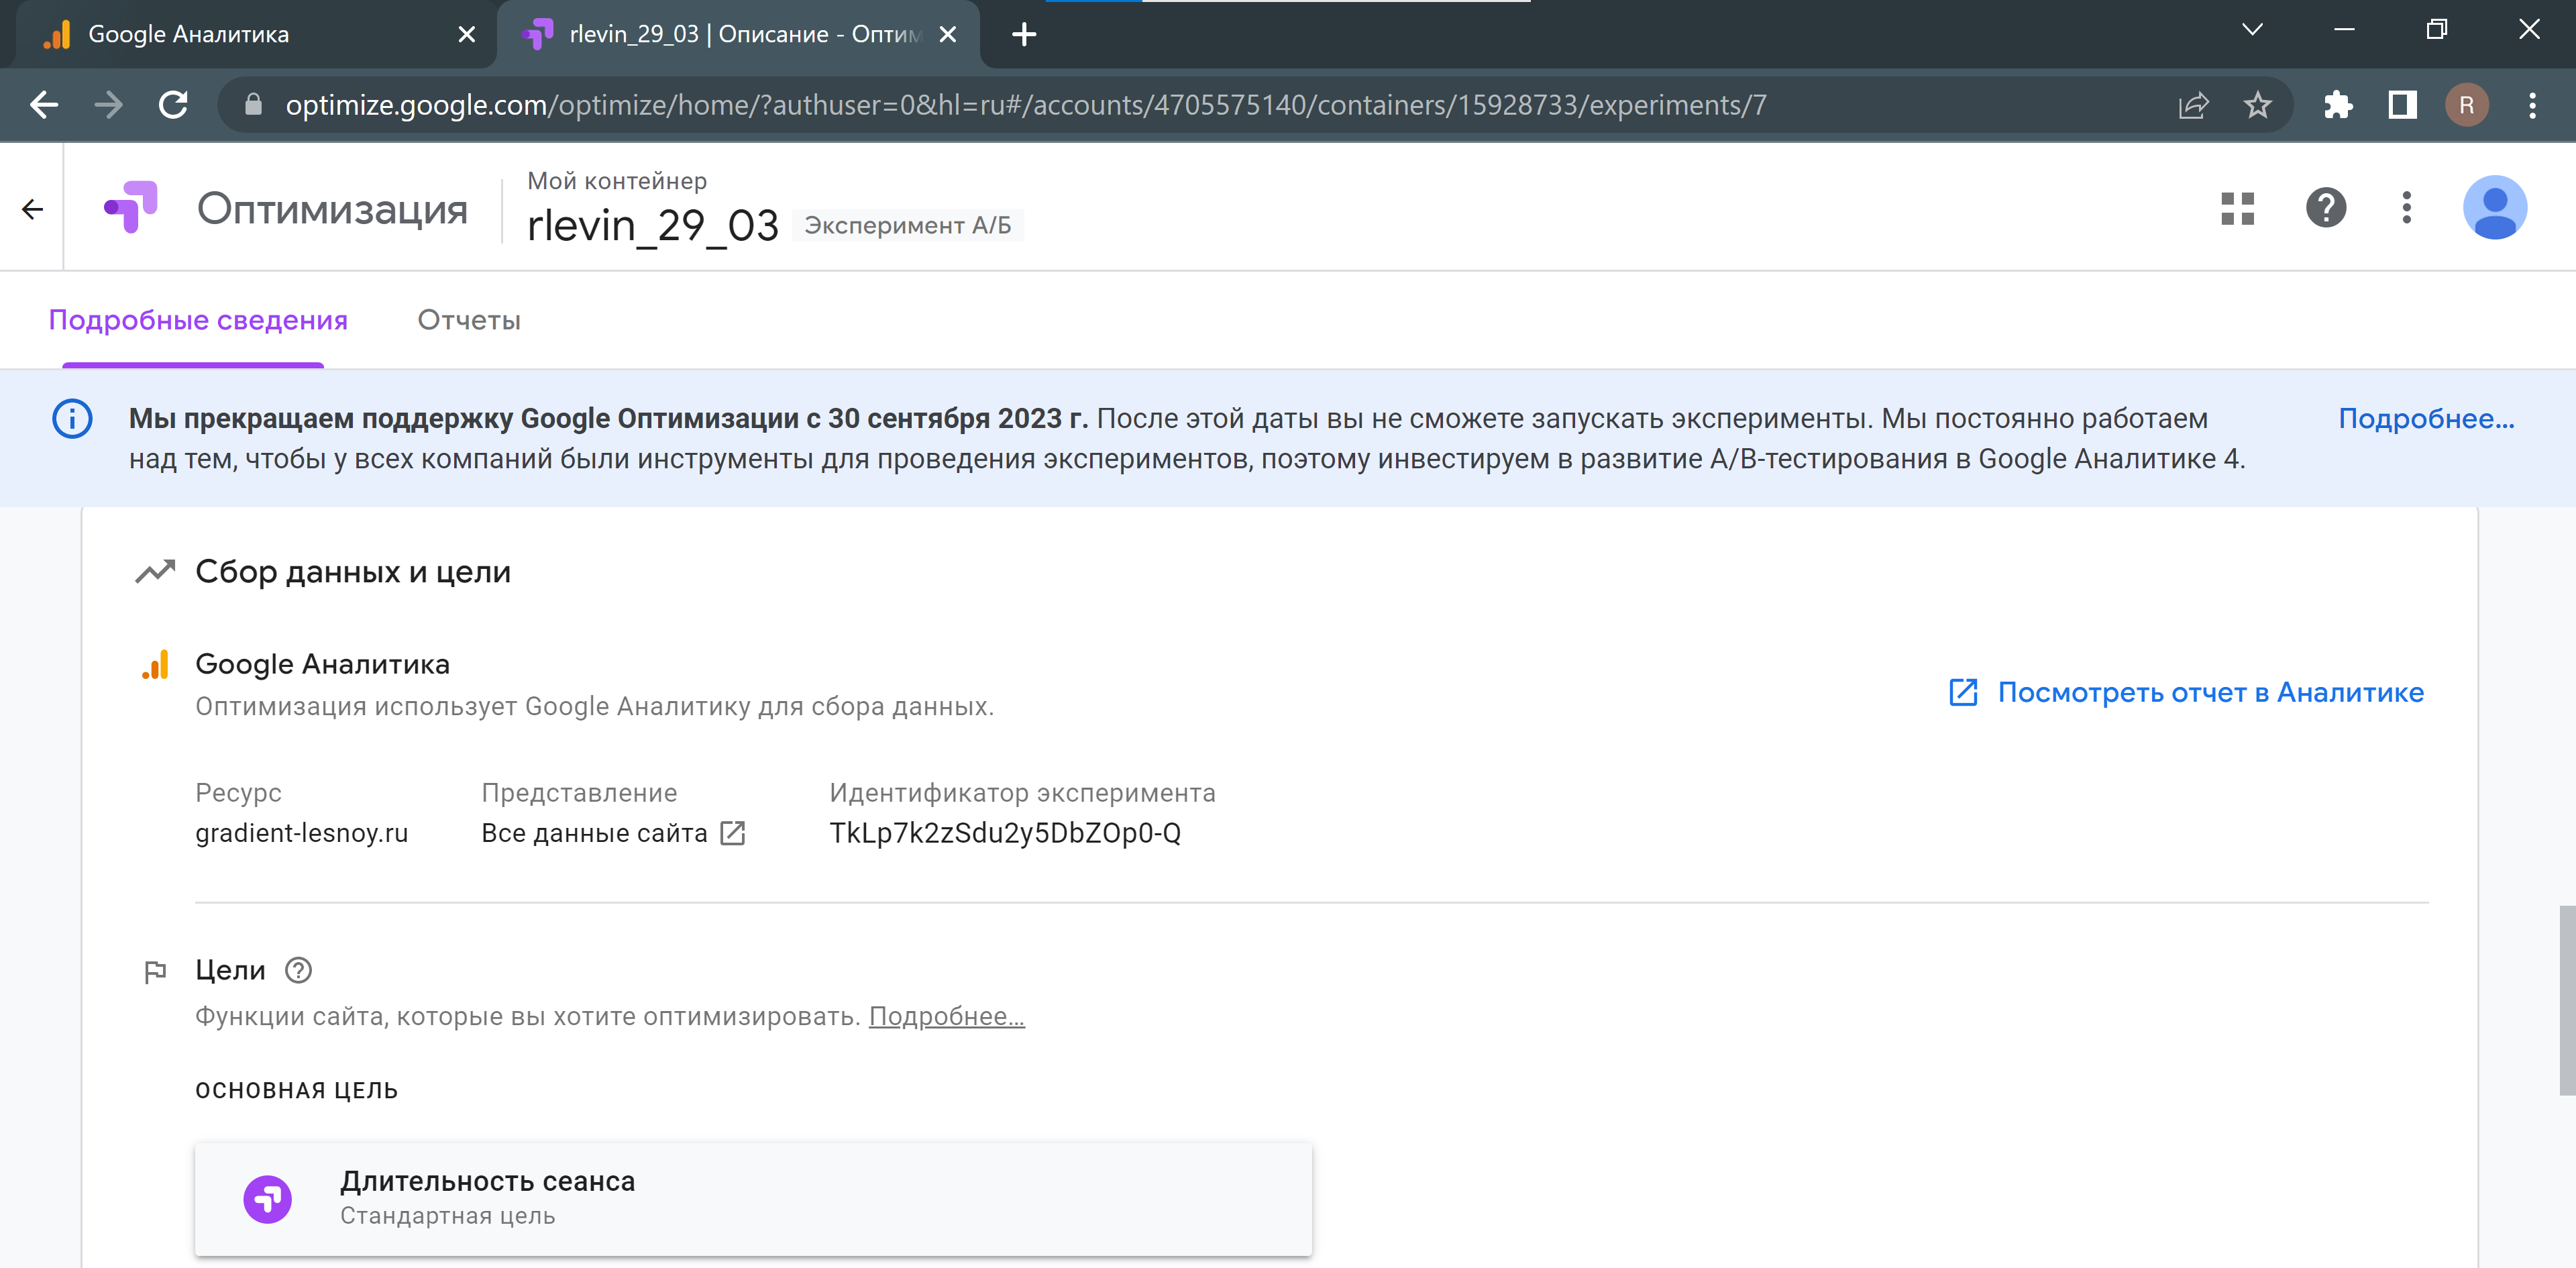 Google Аналитика
rlevin_29_03 | Описание - Оптим
optimize.google.com/optimize/home/?authuser=0&hl=ru#/accounts/4705575140/containers/15928733/experiments/7
R
Оптимизация
Мой контейнер
rlevin_29_03 Эксперимент А/Б
Подробные сведения Отчеты
Мы прекращаем поддержку Google Оптимизации с 30 сентября 2023 г. После этой даты вы не сможете запускать эксперименты. Мы постоянно работаем
над тем, чтобы у всех компаний были инструменты для проведения экспериментов, поэтому инвестируем в развитие A/B-тестирования в Google Аналитике 4.
Подробнее...
Сбор данных и цели
Google Аналитика
Оптимизация использует Google Аналитику для сбора данных.
Посмотреть отчет в Аналитике
Ресурс Представление Идентификатор эксперимента
gradient-lesnoy.ru Все данные сайта TkLp7k2zSdu2y5DbZOp0-Q
Цели
Функции сайта, которые вы хотите оптимизировать. Подробнее…
ОСНОВНАЯ ЦЕЛЬ
Длительность сеанса
Стандартная цель